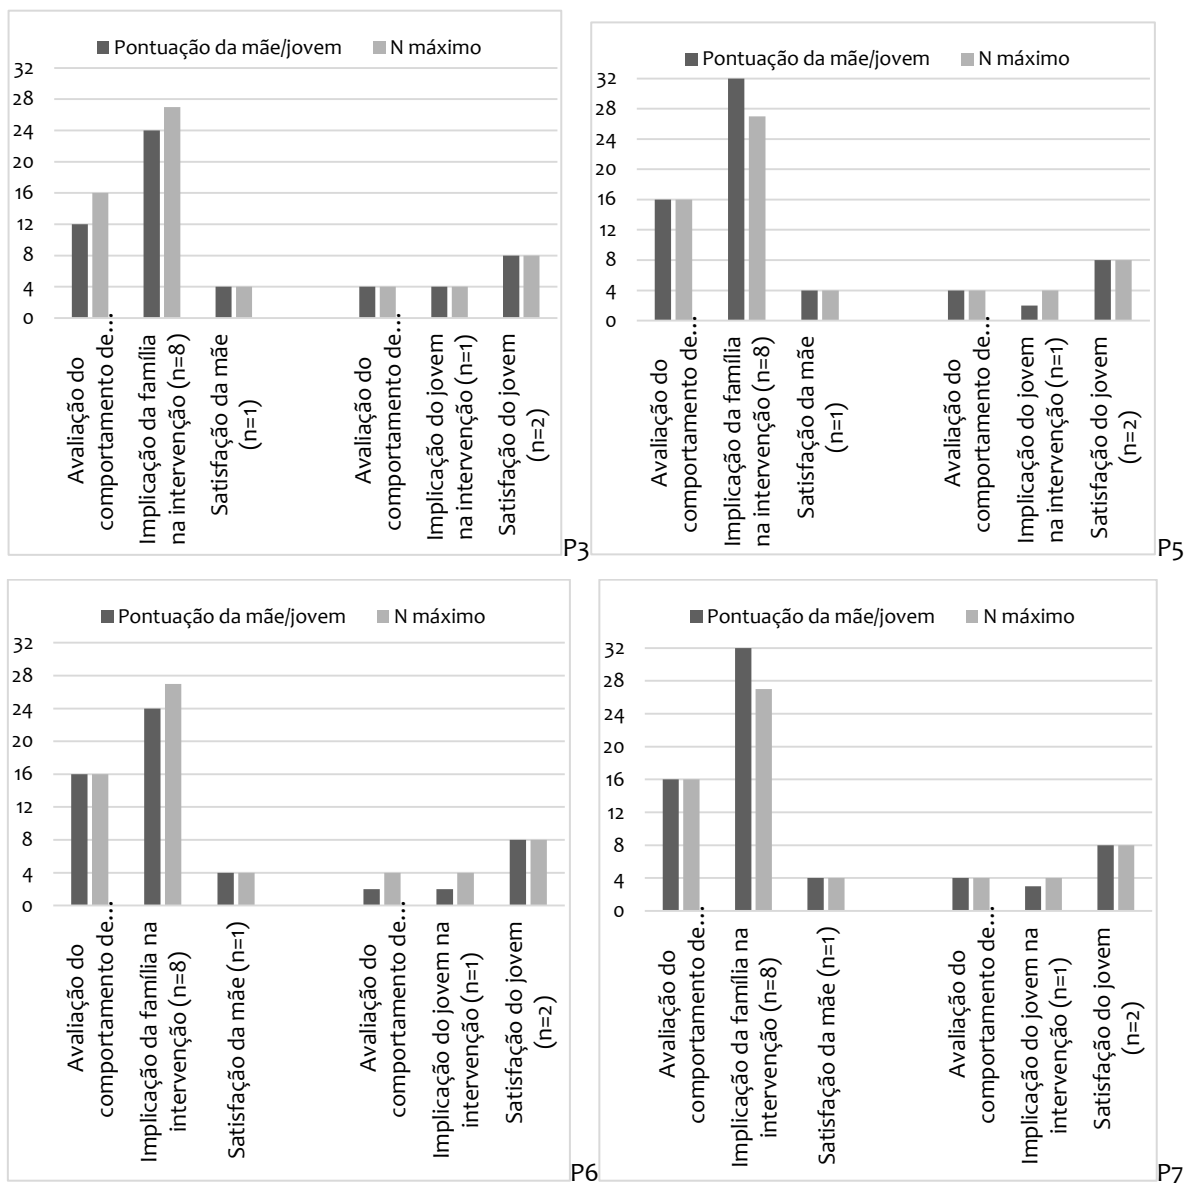 Pontuação da mãe/jovem N máximo
32
28
24
20
16
12
8
4
0
Avaliação do
comportamento de...
Implicação da família
na intervenção (n=8)
Satisfação da mãe
(n=1)
Avaliação do
comportamento de...
Implicação do jovem
na intervenção (n=1)
Satisfação do jovem
(n=2)
P3
Pontuação da mãe/jovem N máximo
32
28
24
20
16
12
8
4
0
Avaliação do
comportamento de...
Implicação da família
na intervenção (n=8)
Satisfação da mãe
(n=1)
Avaliação do
comportamento de...
Implicação do jovem
na intervenção (n=1)
Satisfação do jovem
(n=2)
P5
Pontuação da mãe/jovem N máximo
32
28
24
20
16
12
8
4
0
Avaliação do
comportamento de...
Implicação da família na
intervenção (n=8)
Satisfação da mãe (n=1)
Avaliação do
comportamento de...
Implicação do jovem na
intervenção (n=1)
Satisfação do jovem
(n=2)
P6
Pontuação da mãe/jovem N máximo
32
28
24
20
16
12
8
4
0
Avaliação do
comportamento de...
Implicação da família na
intervenção (n=8)
Satisfação da mãe (n=1)
Avaliação do
comportamento de...
Implicação do jovem na
intervenção (n=1)
Satisfação do jovem
(n=2)
P7